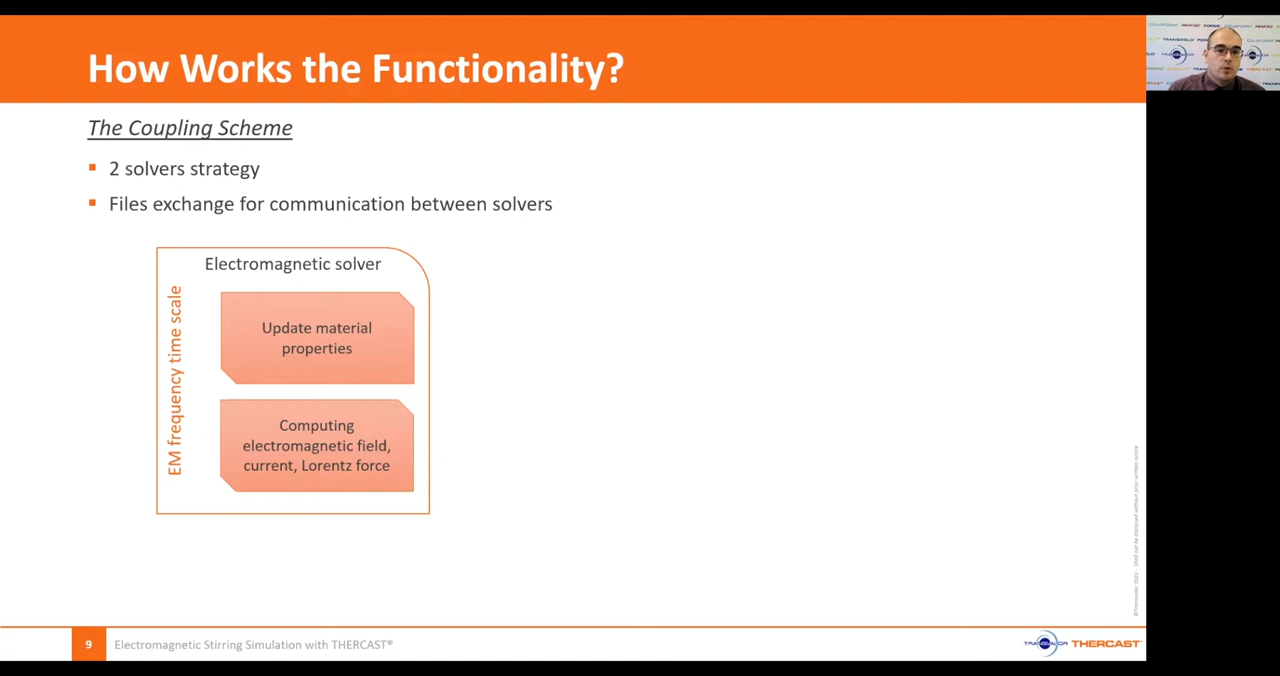 How Works the Functionality?
The Coupling Scheme
2 solvers strategy
Files exchange for communication between solvers
Electromagnetic solver
EM frequency time scale
Update material
properties
Computing
electromagnetic field,
current, Lorentz force
9
Electromagnetic Stirring Simulation with THERCAST®
TRANSVALOR THERCAST®